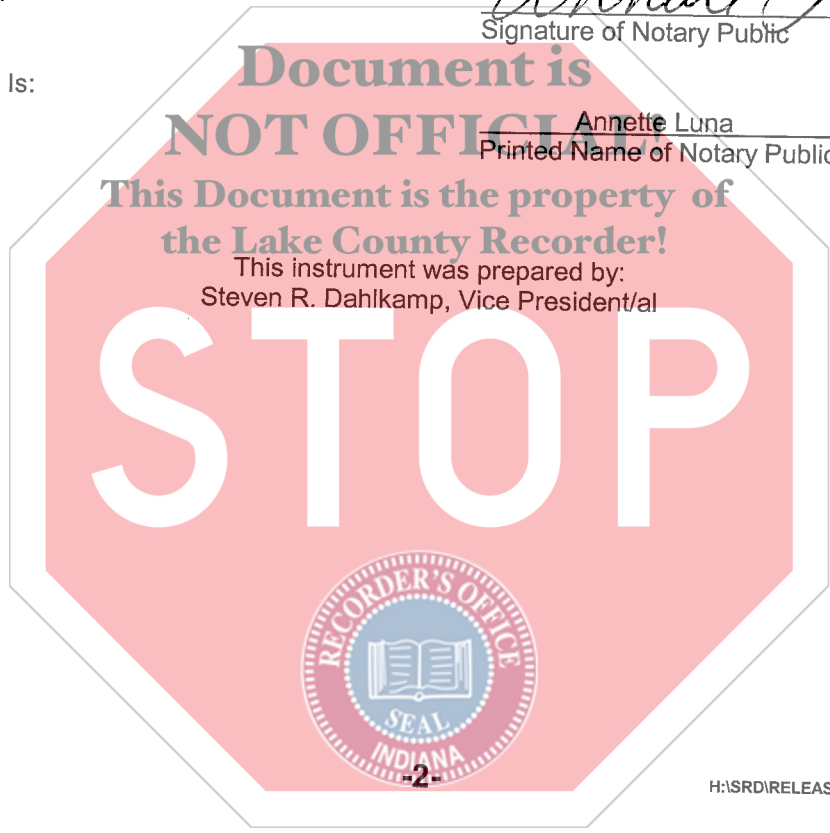 Signature of Notary Public
ls:
Document is
NOT OFFICIAL!
Annette Luna
Printed Name of Notary Public
This Document is the property of
the Lake County Recorder!
This instrument was prepared by:
Steven R. Dahlkamp, Vice President/al
STOP
RECORDER'S OFFICE
SEAL
INDIANA
-2-
H:\SRD\RELEAS